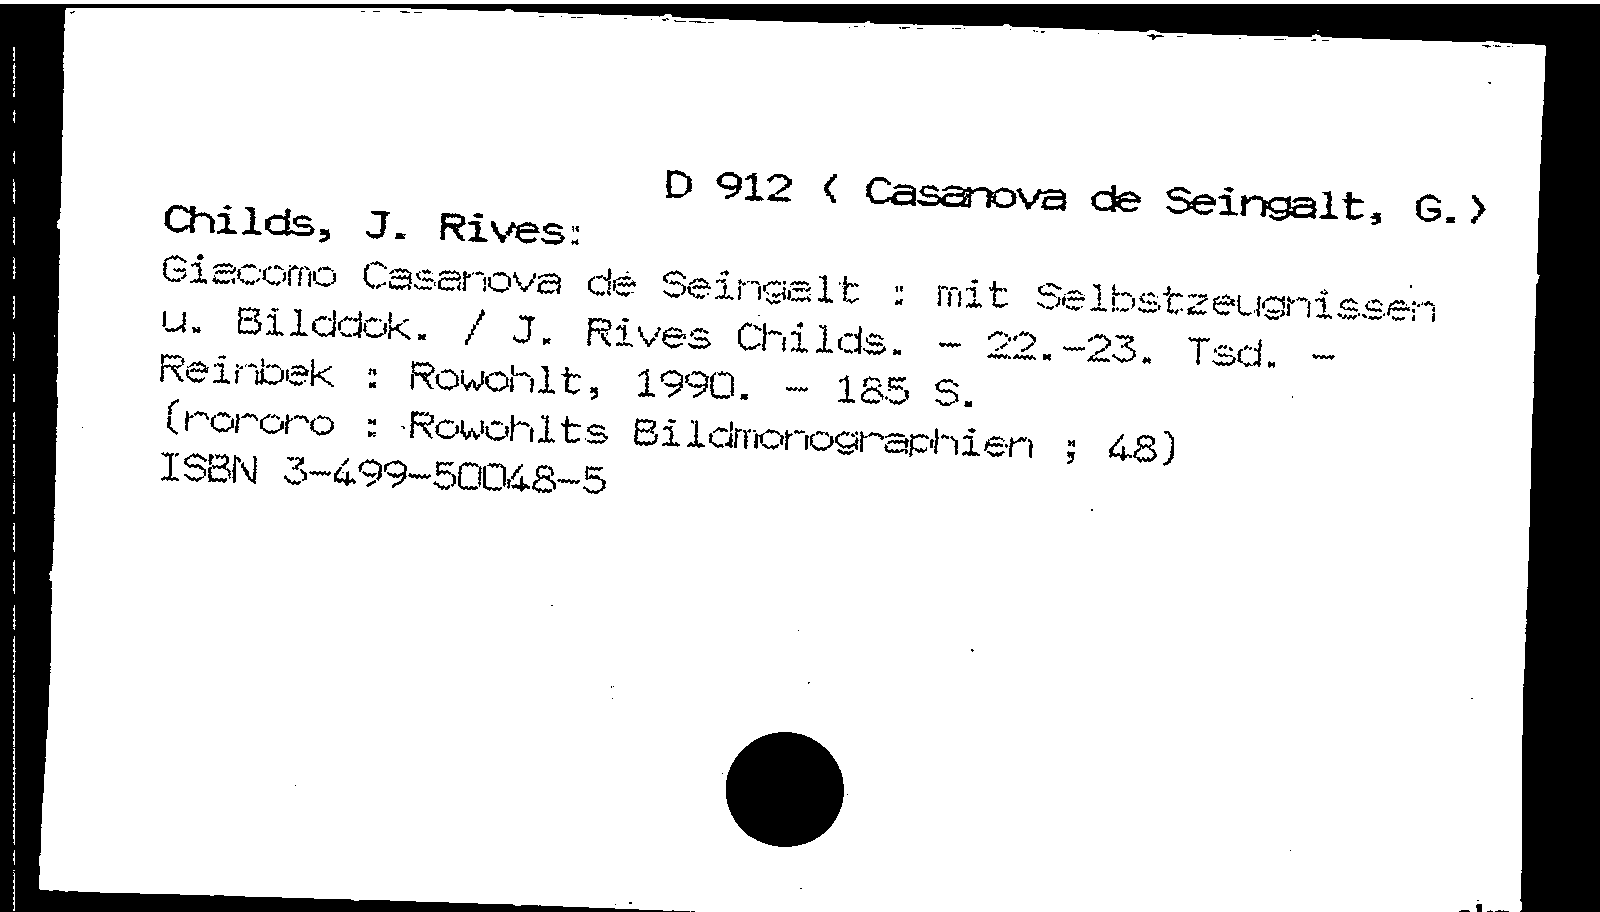 D 912 ( Casanova de Seingalt, G.)
Childs, J. Rives:
Giacomo Casanova de Seingalt : mit Selbstzeugnissen
u. Bilddok. / J. Rives Childs. - 22.-23. Tsd. -
Reinbek : Rowohlt, 1990. - 185 S.
(rororo : Rowohlts Bildmonographien ; 48)
ISBN 3-499-50048-5